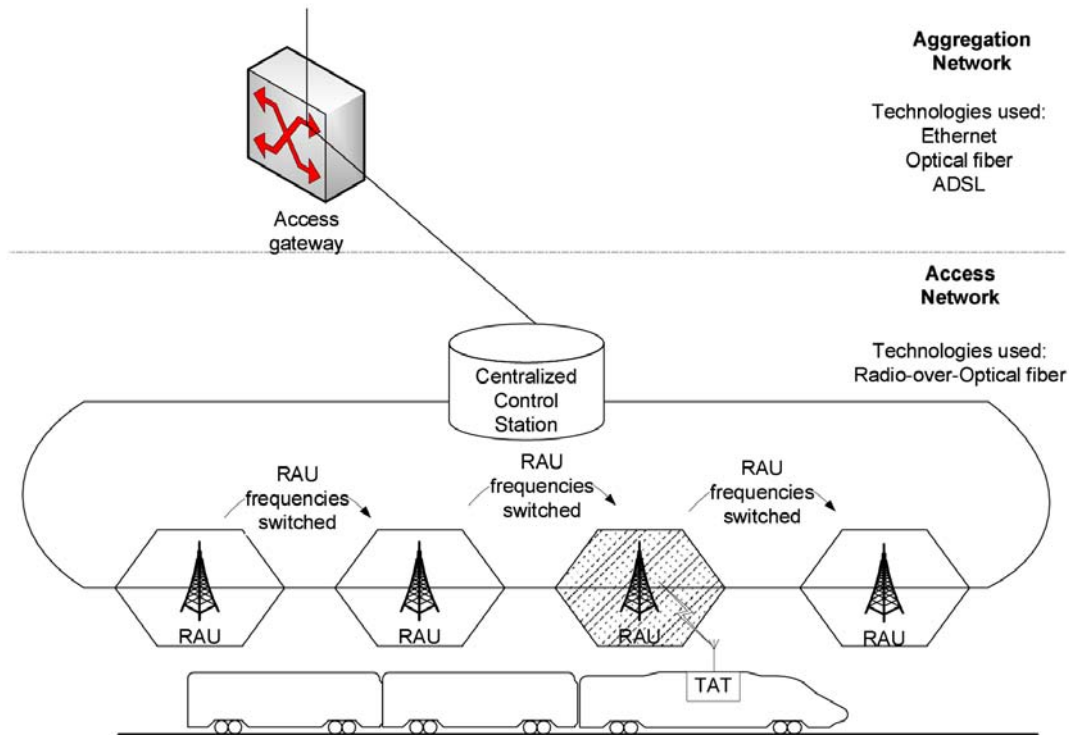 Aggregation
Network
Technologies used:
Ethernet
Optical fiber
ADSL
Access
gateway
Access
Network
Technologies used:
Radio-over-Optical fiber
Centralized
Control
Station
RAU
frequencies
switched
RAU
frequencies
switched
RAU
frequencies
switched
RAU
RAU
RAU
RAU
TAT